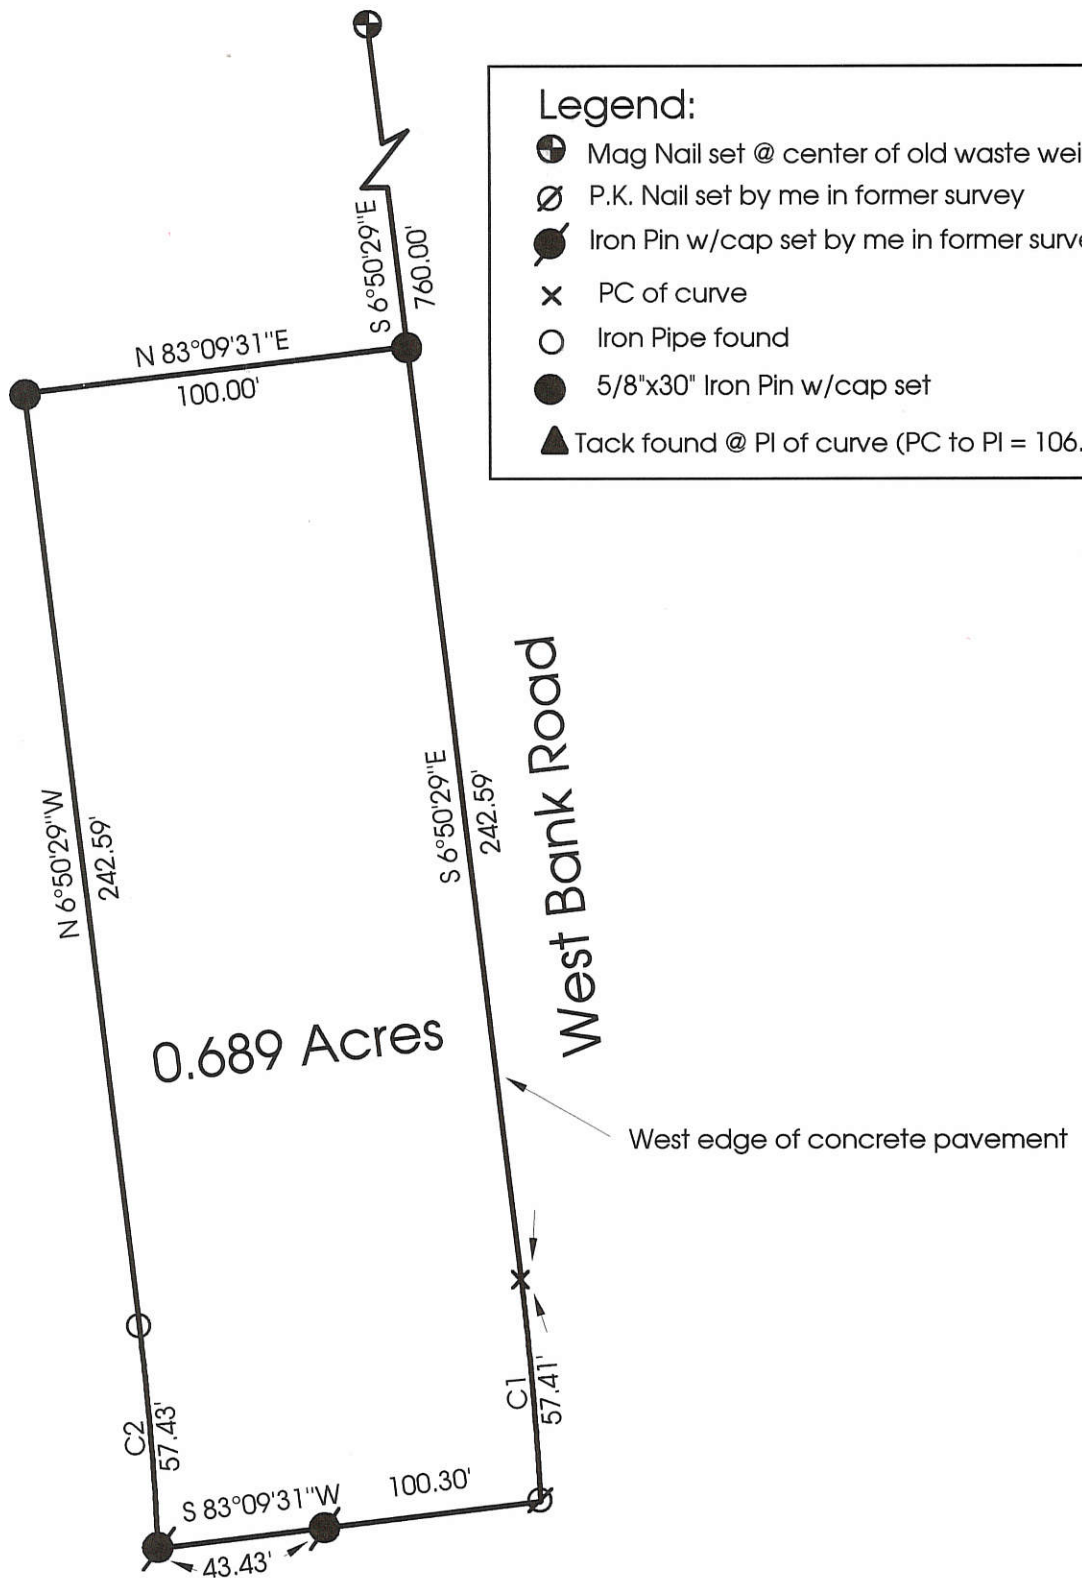 Legend:
Mag Nail set @ center of old waste wei
P.K. Nail set by me in former survey
Iron Pin w/cap set by me in former surve
PC of curve
Iron Pipe found
5/8"x30" Iron Pin w/cap set
Tack found @ PI of curve (PC to PI = 106.
S 6°50'29"E
760.00'
N 83°09'31"E
100.00'
N 6°50'29"W
242.59'
S 6°50'29"E
242.59'
West Bank Road
0.689 Acres
West edge of concrete pavement
C1
57.41'
C2
57.43'
S 83°09'31"W
100.30'
43.43'